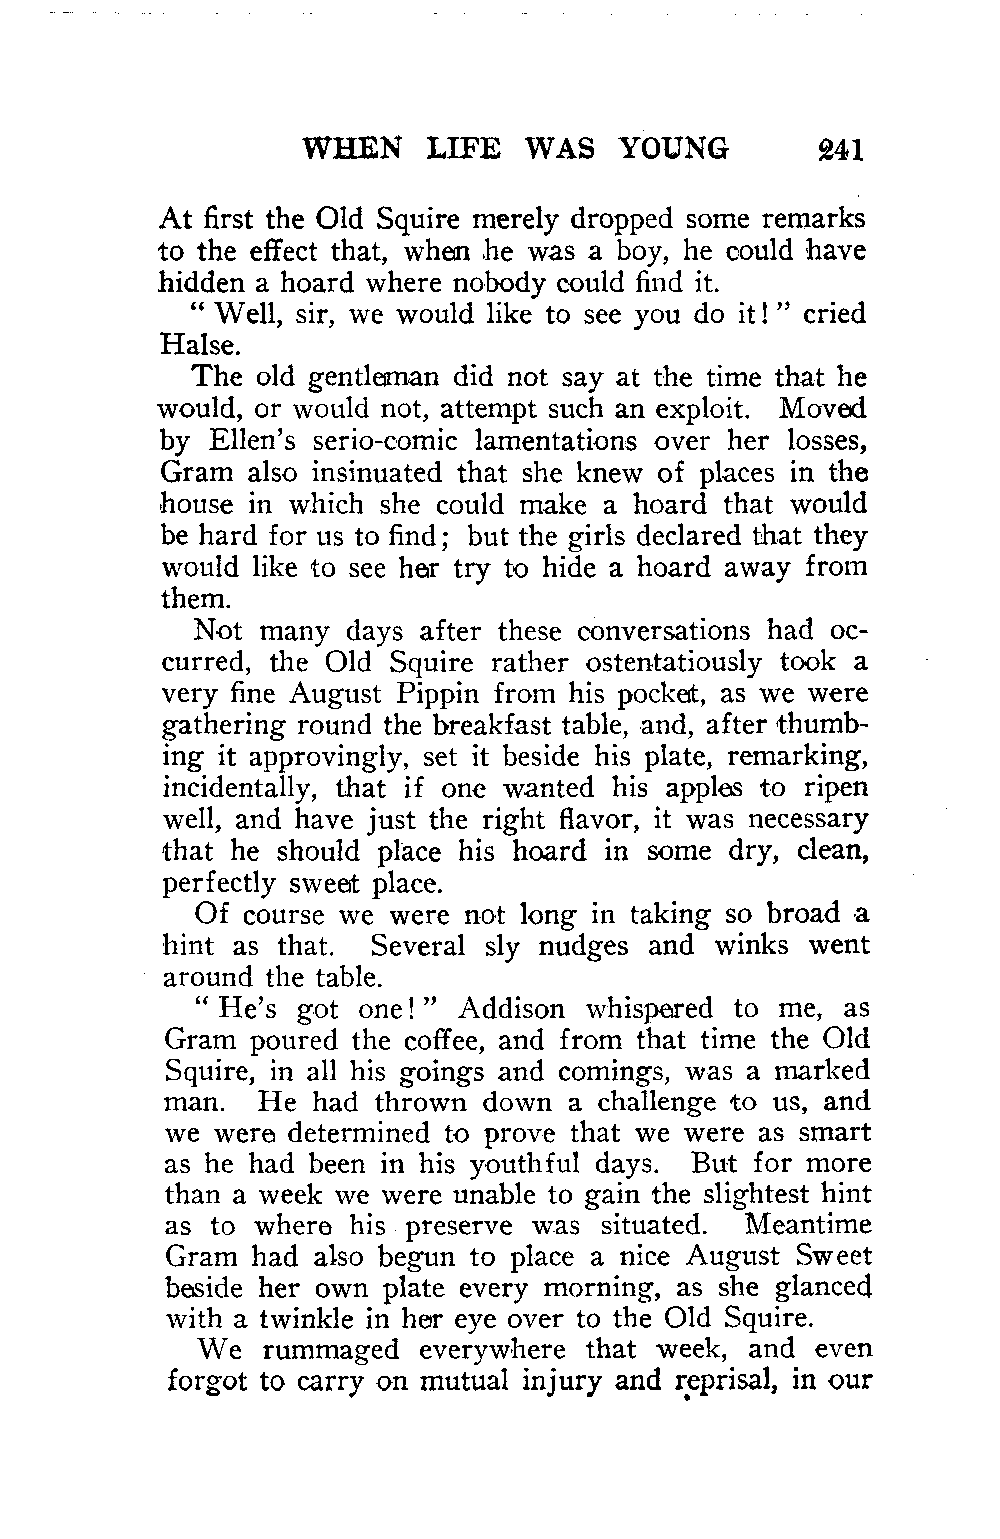 WHEN LIFE WAS YOUNG 241
At first the Old Squire merely dropped some remarks
to the effect that, when he was a boy, he could have
hidden a hoard where nobody could find it.
“ Well, sir, we would like to see you do it! ” cried
Halse.
The old gentleman did not say at the time that he
would, or would not, attempt such an exploit. Moved
by Ellen’s serio-comic lamentations over her losses,
Gram also insinuated that she knew of places in the
house in which she could make a hoard that would
be hard for us to find; but the girls declared that they
would like to see her try to hide a hoard away from
them.
Not many days after these conversations had oc-
curred, the Old Squire rather ostentatiously took a
very fine August Pippin from his pocket, as we were
gathering round the breakfast table, and, after thumb-
ing it approvingly, set it beside his plate, remarking,
incidentally, that if one wanted his apples to ripen
well, and have just the right flavor, it was necessary
that he should place his hoard in some dry, clean,
perfectly sweet place.
Of course we were not long in taking so broad a
hint as that. Several sly nudges and winks went
around the table.
“ He’s got one! ” Addison whispered to me, as
Gram poured the coffee, and from that time the Old
Squire, in all his goings and comings, was a marked
man. He had thrown down a challenge to us, and
we were determined to prove that we were as smart
as he had been in his youthful days. But for more
than a week we were unable to gain the slightest hint
as to where his preserve was situated. Meantime
Gram had also begun to place a nice August Sweet
beside her own plate every morning, as she glanced
with a twinkle in her eye over to the Old Squire.
We rummaged everywhere that week, and even
forgot to carry on mutual injury and reprisal, in our